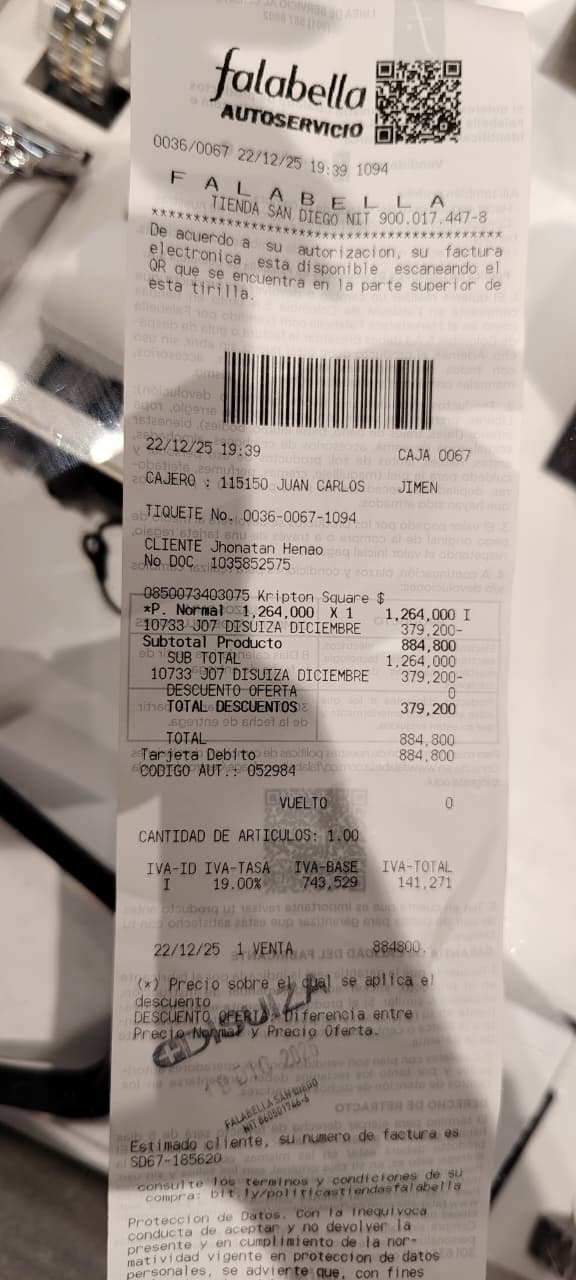 falabella
AUTOSERVICIO
0036/0067 22/12/25 19:39 1094
F A L A B E L L A
TIENDA SAN DIEGO NIT 900.017.447-8
****************************************
De acuerdo a su autorizacion, su factura
electronica esta disponible escaneando el
QR que se encuentra en la parte superior de
esta tirilla.
22/12/25 19:39 CAJA 0067
CAJERO : 115150 JUAN CARLOS JIMEN
TIQUETE No. 0036-0067-1094
CLIENTE Jhonatan Henao
No DOC 1035852575
0850073403075 Kripton Square $
*P. Normal 1,264,000 X 1 1,264,000 I
10733 J07 DISUIZA DICIEMBRE 379,200-
Subtotal Producto 884,800
SUB TOTAL 1,264,000
10733 J07 DISUIZA DICIEMBRE 379,200-
DESCUENTO OFERTA 0
TOTAL DESCUENTOS 379,200
TOTAL 884,800
Tarjeta Debito 884,800
CODIGO AUT.: 052984
VUELTO 0
CANTIDAD DE ARTICULOS: 1.00
IVA-ID IVA-TASA IVA-BASE IVA-TOTAL
I 19.00% 743,529 141,271
22/12/25 1 VENTA 884800.
(*) Precio sobre el cual se aplica el
descuento
DESCUENTO OFERTA: Diferencia entre
Precio Normal y Precio Oferta.
DISUIZA
FALABELLA SAN DIEGO
Estimado cliente, su numero de factura es
SD67-185620
consulte los terminos y condiciones de su
compra: bit.ly/politicastiendasfalabella
Proteccion de Datos. Con la inequivoca
conducta de aceptar y no devolver la
presente y en cumplimiento de la nor-
matividad vigente en proteccion de datos
personales, se advierte que, con fines